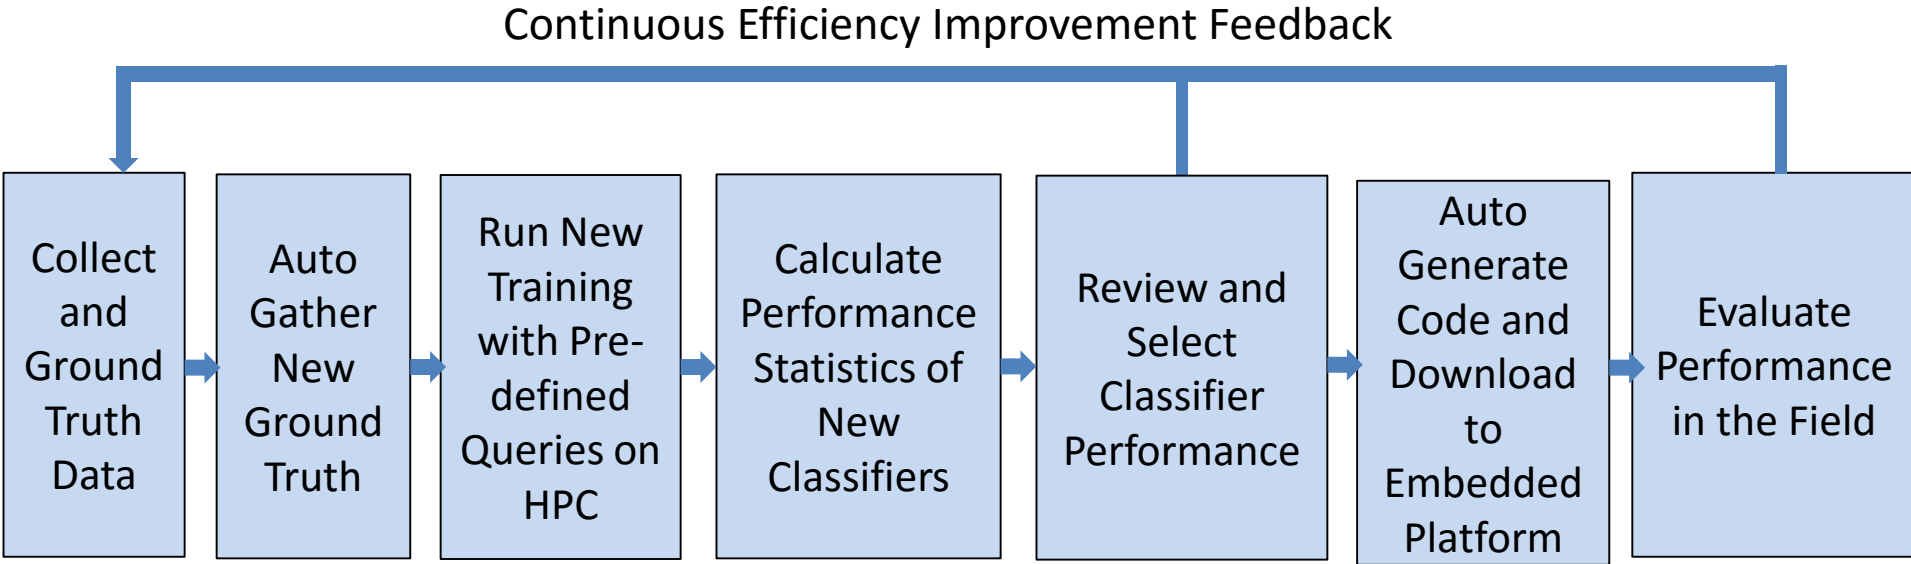 Continuous Efficiency Improvement Feedback
Collect
and
Ground
Truth
Data
Auto
Gather
New
Ground
Truth
Run New
Training
with Pre-
defined
Queries on
HPC
Calculate
Performance
Statistics of
New
Classifiers
Review and
Select
Classifier
Performance
Auto
Generate
Code and
Download
to
Embedded
Platform
Evaluate
Performance
in the Field